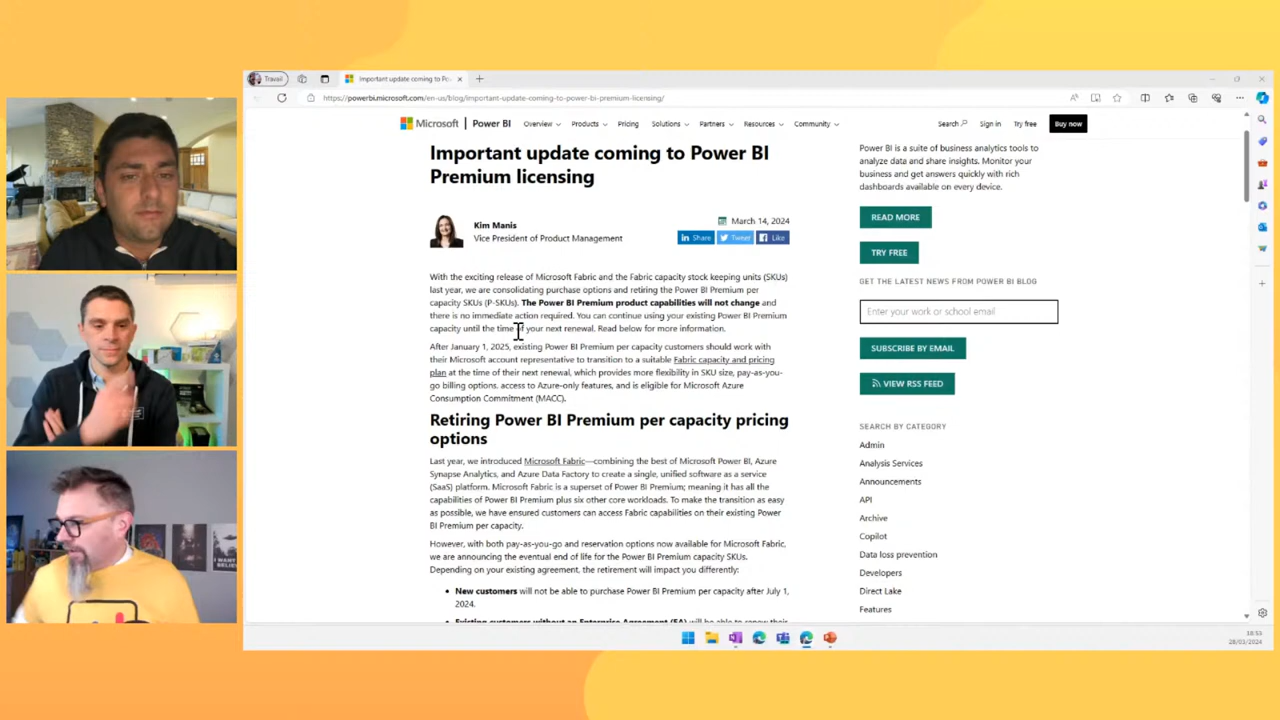 Travail
Important update coming to Po
https://powerbi.microsoft.com/en-us/blog/important-update-coming-to-power-bi-premium-licensing/
Microsoft | Power BI Overview Products Pricing Solutions Partners Resources Community Search Sign in Try free Buy now
Important update coming to Power BI
Premium licensing
Kim Manis
Vice President of Product Management
March 14, 2024
Share Tweet Like
With the exciting release of Microsoft Fabric and the Fabric capacity stock keeping units (SKUs)
last year, we are consolidating purchase options and retiring the Power BI Premium per
capacity SKUs (P-SKUs). The Power BI Premium product capabilities will not change and
there is no immediate action required. You can continue using your existing Power BI Premium
capacity until the time of your next renewal. Read below for more information.
After January 1, 2025, existing Power BI Premium per capacity customers should work with
their Microsoft account representative to transition to a suitable Fabric capacity and pricing
plan at the time of their next renewal, which provides more flexibility in SKU size, pay-as-you-
go billing options, access to Azure-only features, and is eligible for Microsoft Azure
Consumption Commitment (MACC).
Retiring Power BI Premium per capacity pricing
options
Last year, we introduced Microsoft Fabric—combining the best of Microsoft Power BI, Azure
Synapse Analytics, and Azure Data Factory to create a single, unified software as a service
(SaaS) platform. Microsoft Fabric is a superset of Power BI Premium; meaning it has all the
capabilities of Power BI Premium plus six other core workloads. To make the transition as easy
as possible, we have ensured customers can access Fabric capabilities on their existing Power
BI Premium per capacity.
However, with both pay-as-you-go and reservation options now available for Microsoft Fabric,
we are announcing the eventual end of life for the Power BI Premium capacity SKUs.
Depending on your existing agreement, the retirement will impact you differently:
• New customers will not be able to purchase Power BI Premium per capacity after July 1,
2024.
• Existing customers without an Enterprise Agreement (EA) will be able to renew their
Power BI is a suite of business analytics tools to
analyze data and share insights. Monitor your
business and get answers quickly with rich
dashboards available on every device.
READ MORE
TRY FREE
GET THE LATEST NEWS FROM POWER BI BLOG
Enter your work or school email
SUBSCRIBE BY EMAIL
VIEW RSS FEED
SEARCH BY CATEGORY
Admin
Analysis Services
Announcements
API
Archive
Copilot
Data loss prevention
Developers
Direct Lake
Features
18:53
28/03/2024